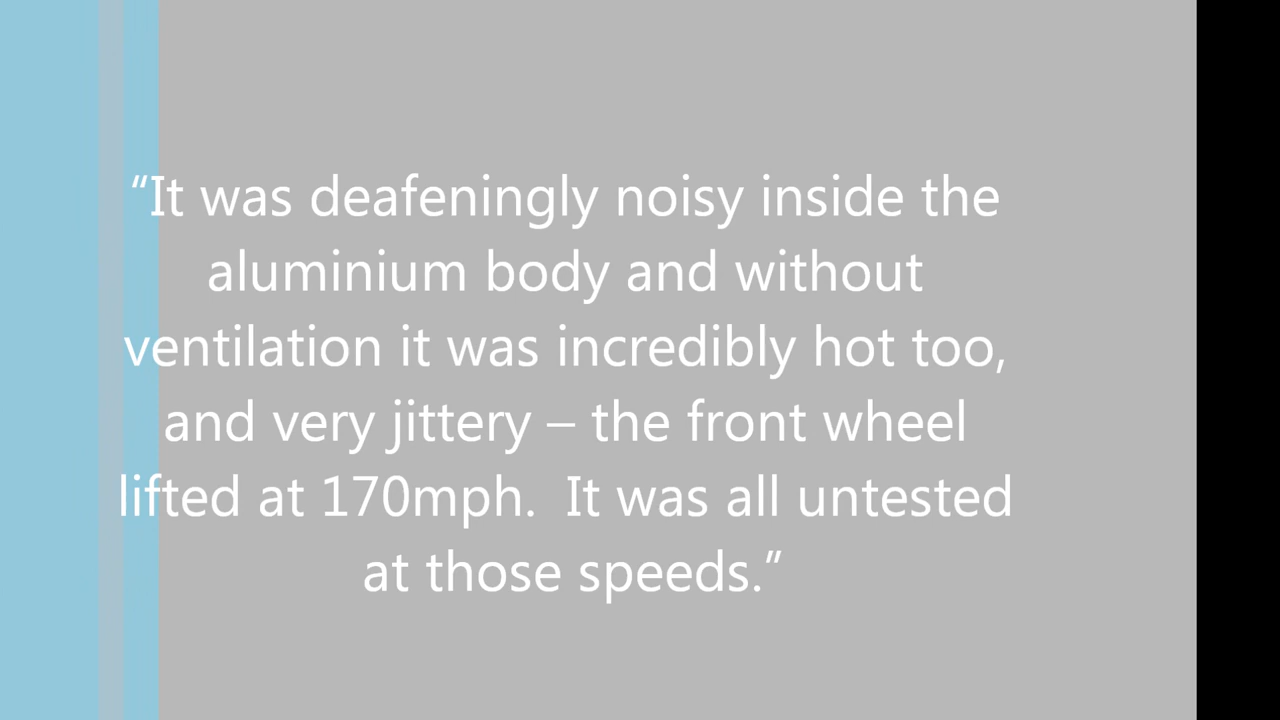 “It was deafeningly noisy inside the
aluminium body and without
ventilation it was incredibly hot too,
and very jittery – the front wheel
lifted at 170mph.  It was all untested
at those speeds.”